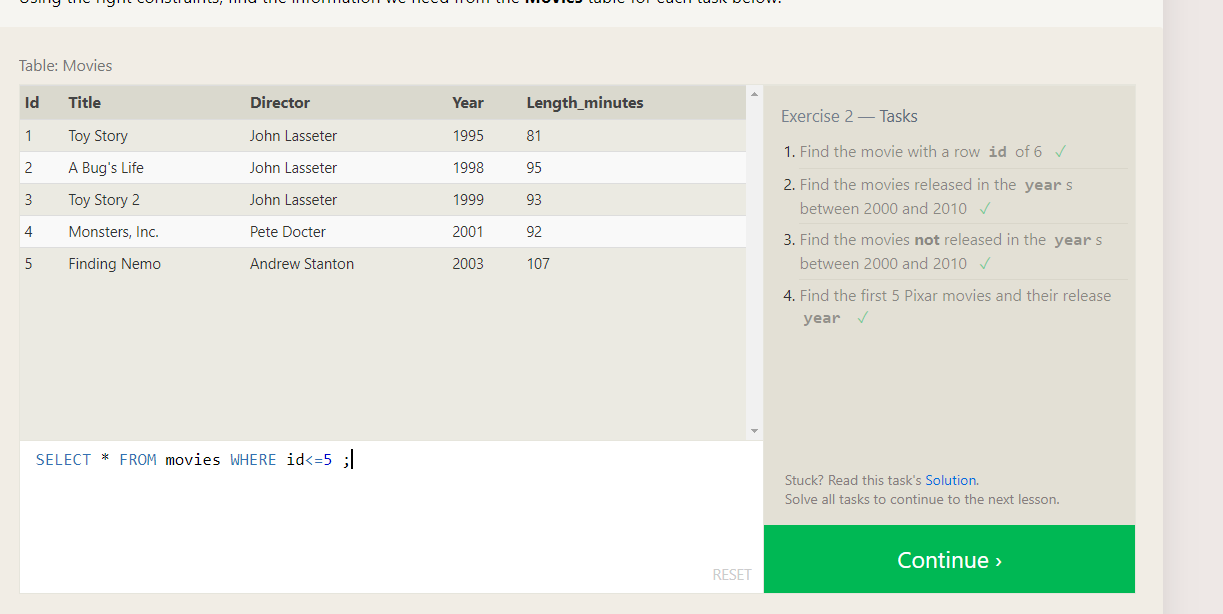 Using the right constraints, find the information we need from the Movies table for each task below.
Table: Movies
Id Title Director Year Length_minutes
1 Toy Story John Lasseter 1995 81
2 A Bug's Life John Lasseter 1998 95
3 Toy Story 2 John Lasseter 1999 93
4 Monsters, Inc. Pete Docter 2001 92
5 Finding Nemo Andrew Stanton 2003 107
SELECT * FROM movies WHERE id<=5 ;
RESET
Exercise 2 — Tasks
1. Find the movie with a row id of 6 ✓
2. Find the movies released in the year s
between 2000 and 2010 ✓
3. Find the movies not released in the year s
between 2000 and 2010 ✓
4. Find the first 5 Pixar movies and their release
year ✓
Stuck? Read this task's Solution.
Solve all tasks to continue to the next lesson.
Continue ›